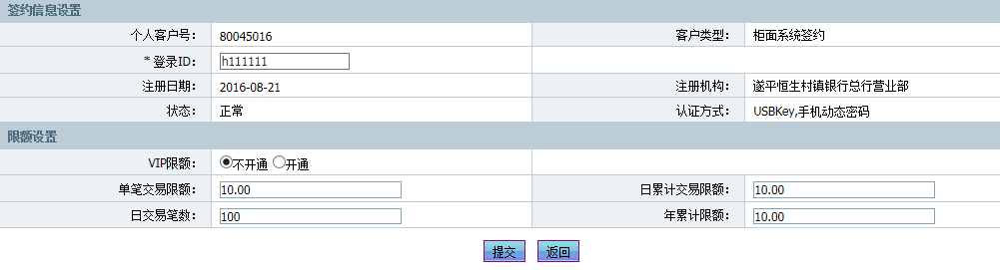 签约信息设置
个人客户号： 80045016 客户类型： 柜面系统签约
* 登录ID： h111111
注册日期： 2016-08-21 注册机构： 遂平恒生村镇银行总行营业部
状态： 正常 认证方式： USBKey,手机动态密码
限额设置
VIP限额： 不开通 开通
单笔交易限额： 10.00 日累计交易限额： 10.00
日交易笔数： 100 年累计限额： 10.00
提交 返回